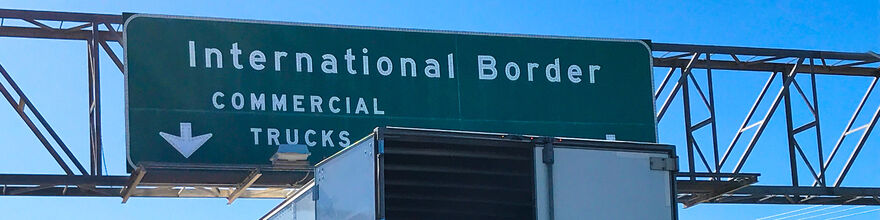 International Border
COMMERCIAL
TRUCKS